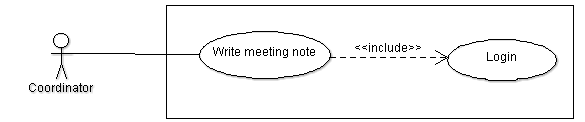 Write meeting note
<<include>>
Login
Coordinator